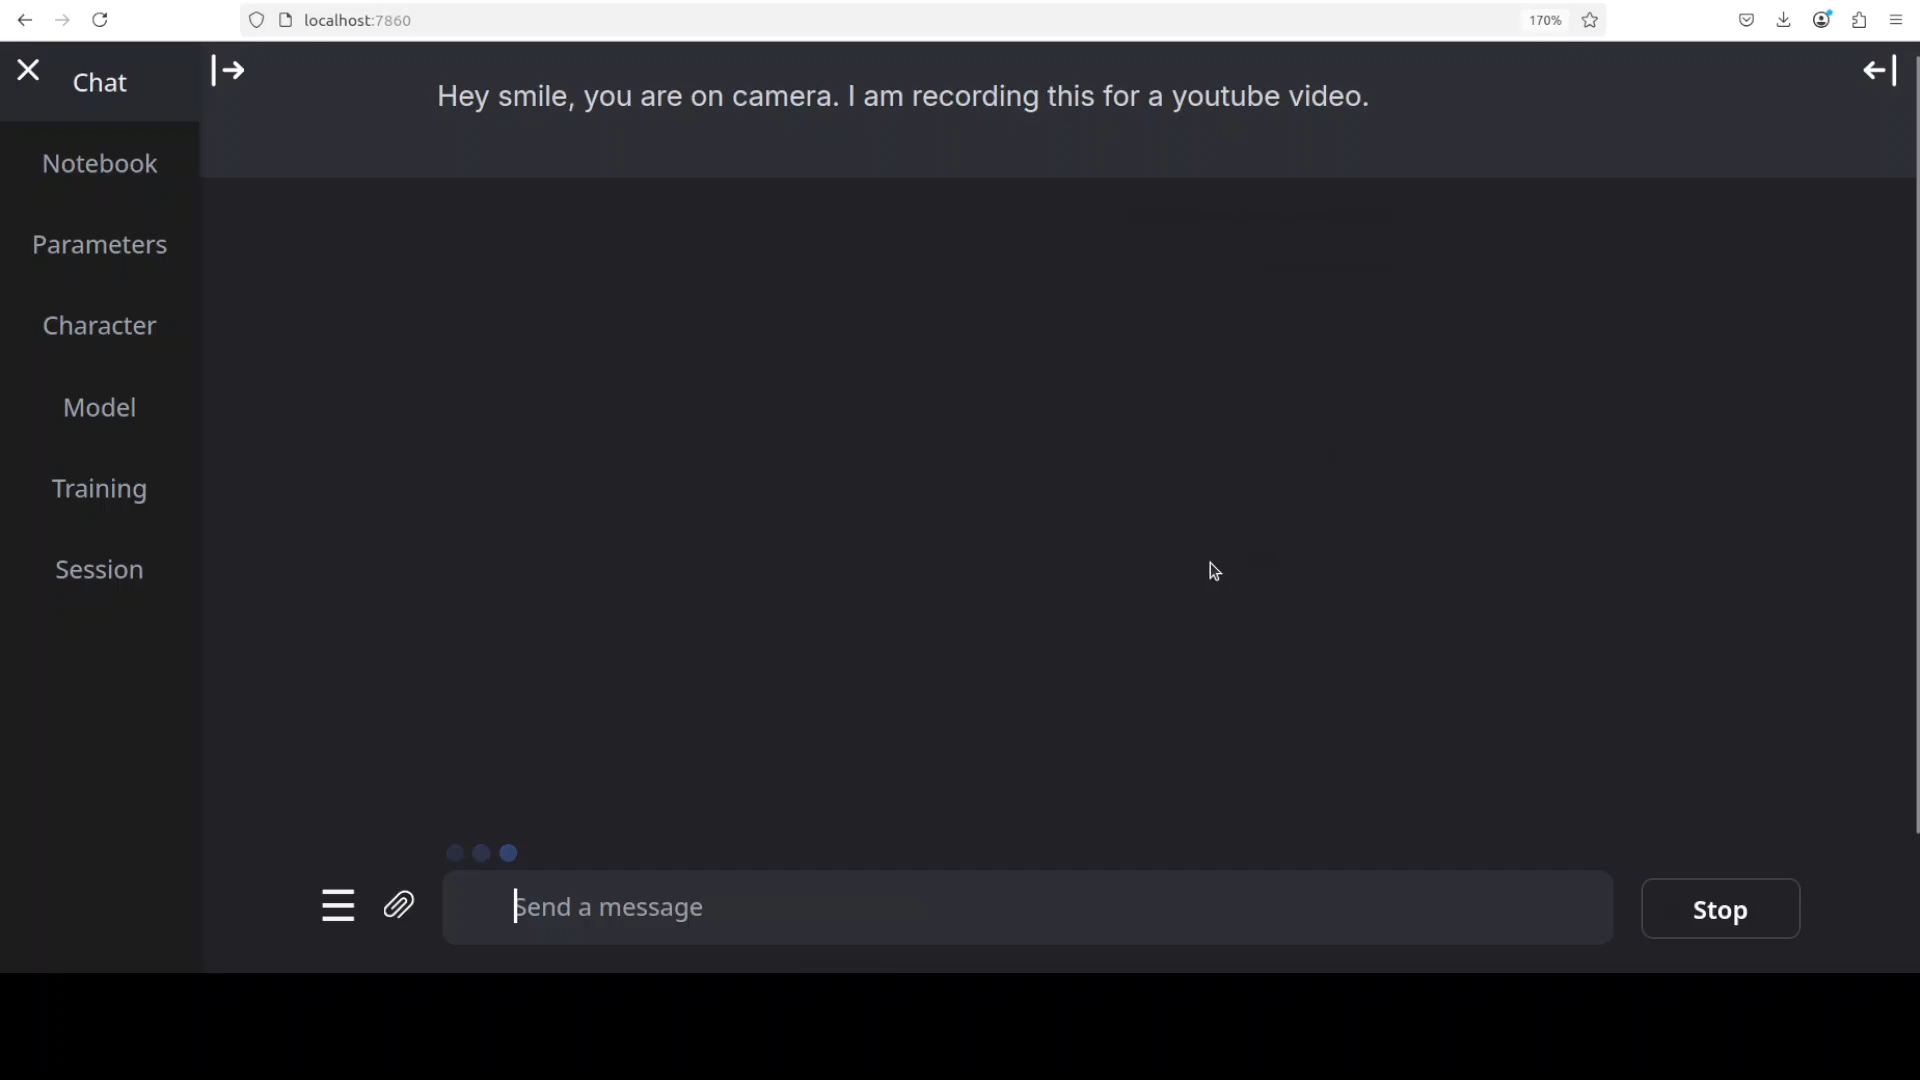 localhost:7860
170%
Chat
Hey smile, you are on camera. I am recording this for a youtube video.
Notebook
Parameters
Character
Model
Training
Session
Send a message
Stop